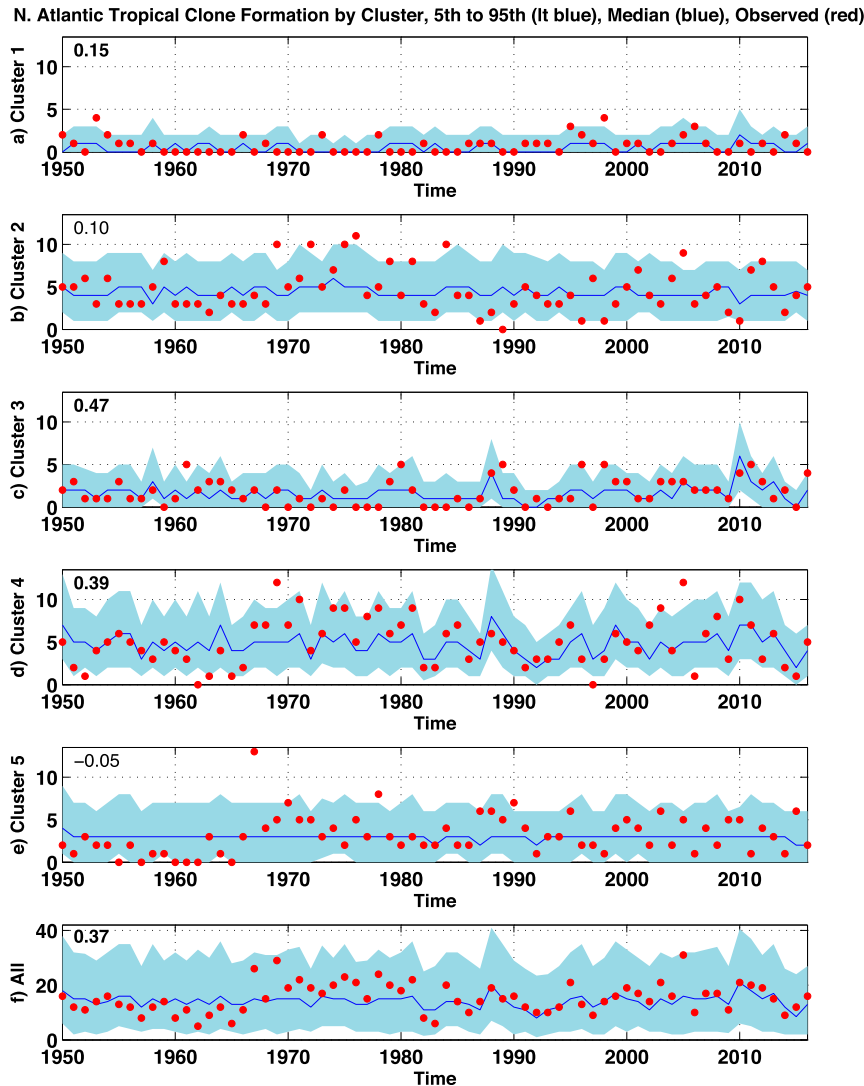 N. Atlantic Tropical Clone Formation by Cluster, 5th to 95th (lt blue), Median (blue), Observed (red)
0.15
10
5
0
a) Cluster 1
1950 1960 1970 1980 1990 2000 2010
Time
0.10
10
5
0
b) Cluster 2
1950 1960 1970 1980 1990 2000 2010
Time
0.47
10
5
0
c) Cluster 3
1950 1960 1970 1980 1990 2000 2010
Time
0.39
10
5
0
d) Cluster 4
1950 1960 1970 1980 1990 2000 2010
Time
−0.05
10
5
0
e) Cluster 5
1950 1960 1970 1980 1990 2000 2010
Time
0.37
40
20
0
f) All
1950 1960 1970 1980 1990 2000 2010
Time